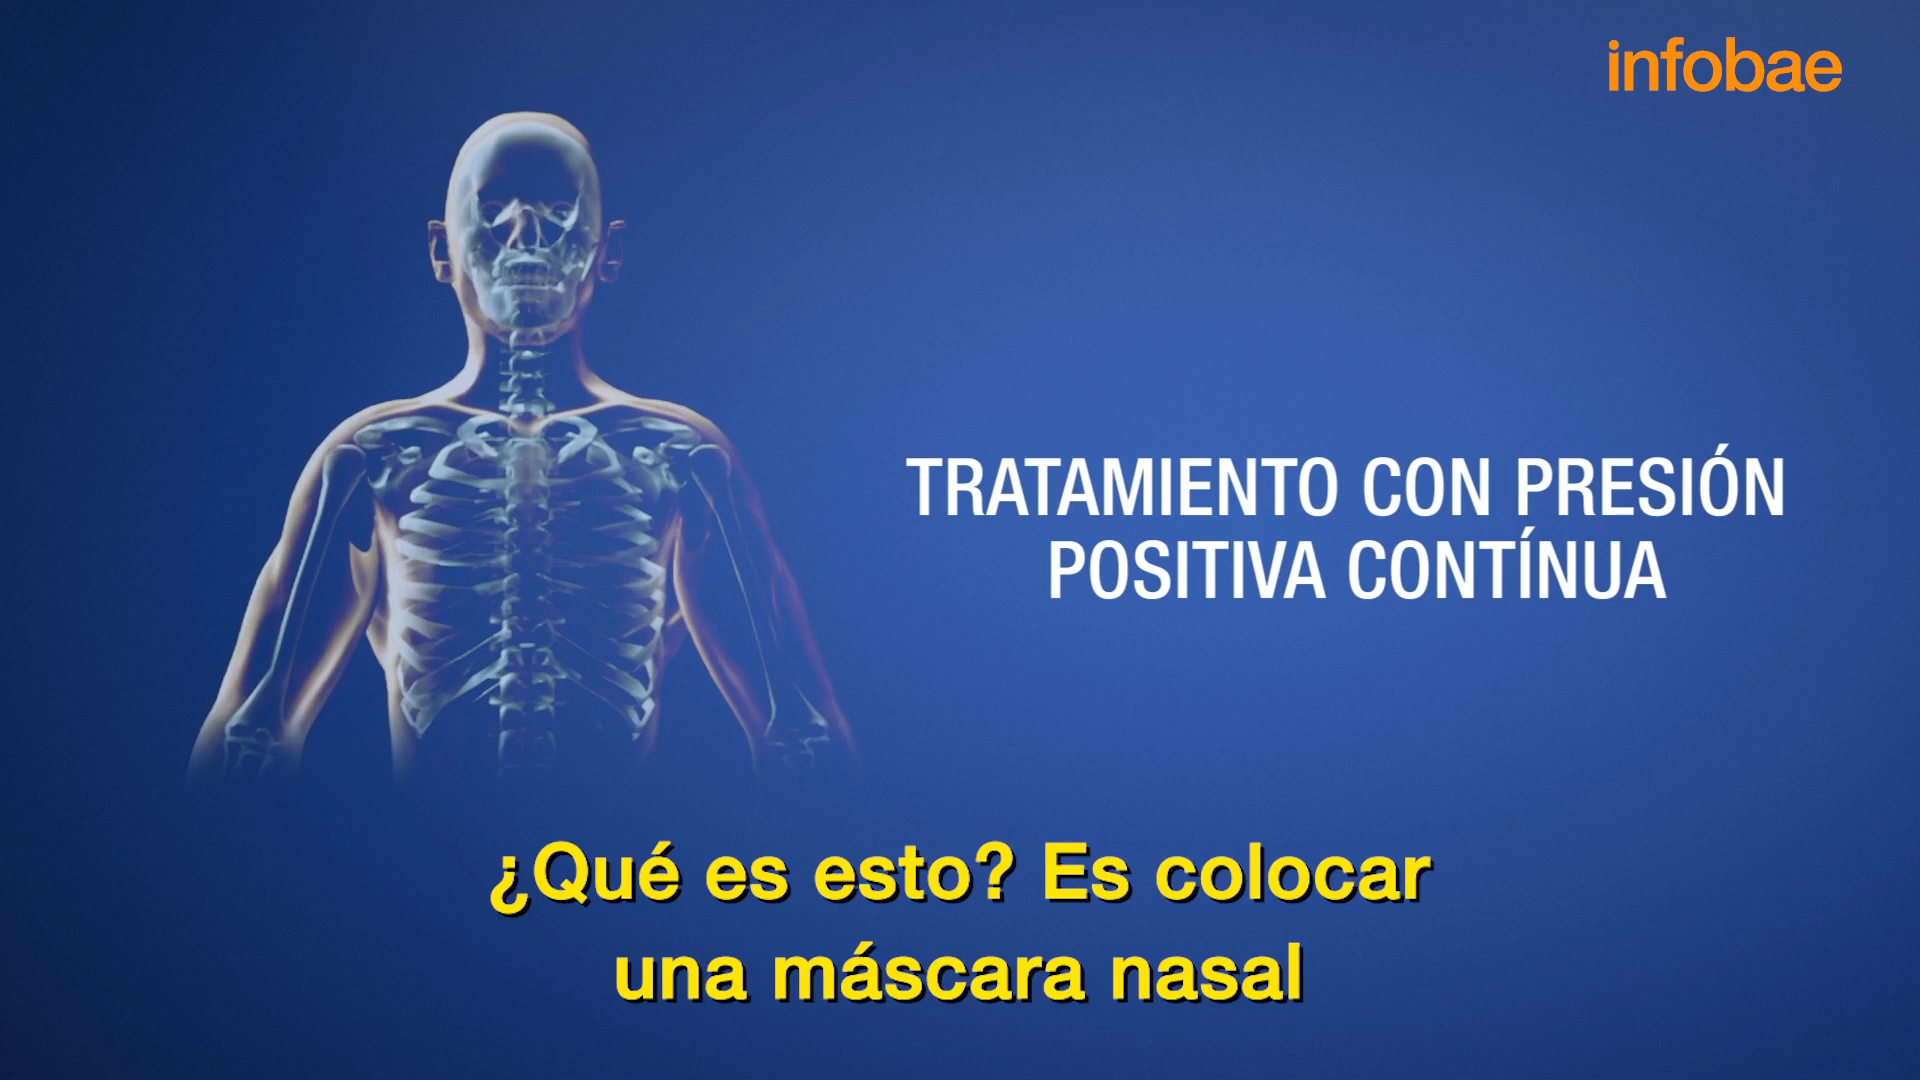 infobae
TRATAMIENTO CON PRESIÓN
POSITIVA CONTÍNUA
¿Qué es esto? Es colocar
una máscara nasal